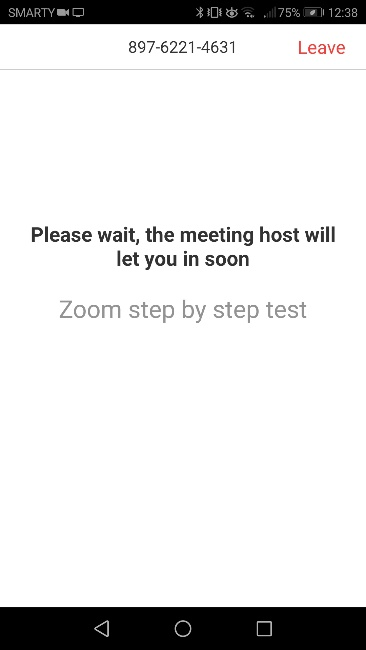 SMARTY 75% 12:38
897-6221-4631 Leave
Please wait, the meeting host will
let you in soon
Zoom step by step test